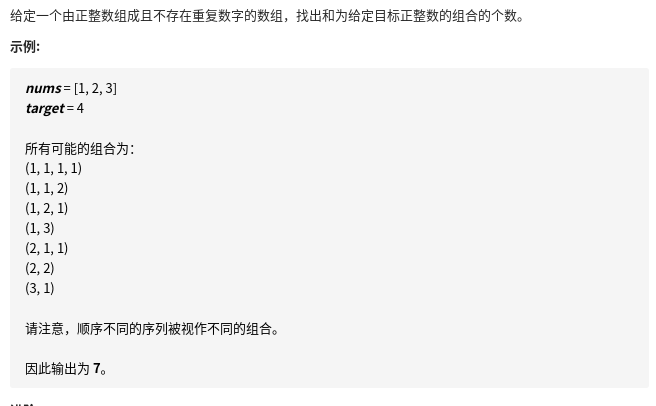 给定一个由正整数组成且不存在重复数字的数组，找出和为给定目标正整数的组合的个数。
示例:
nums = [1, 2, 3]
target = 4
所有可能的组合为：
(1, 1, 1, 1)
(1, 1, 2)
(1, 2, 1)
(1, 3)
(2, 1, 1)
(2, 2)
(3, 1)
请注意，顺序不同的序列被视作不同的组合。
因此输出为 7。